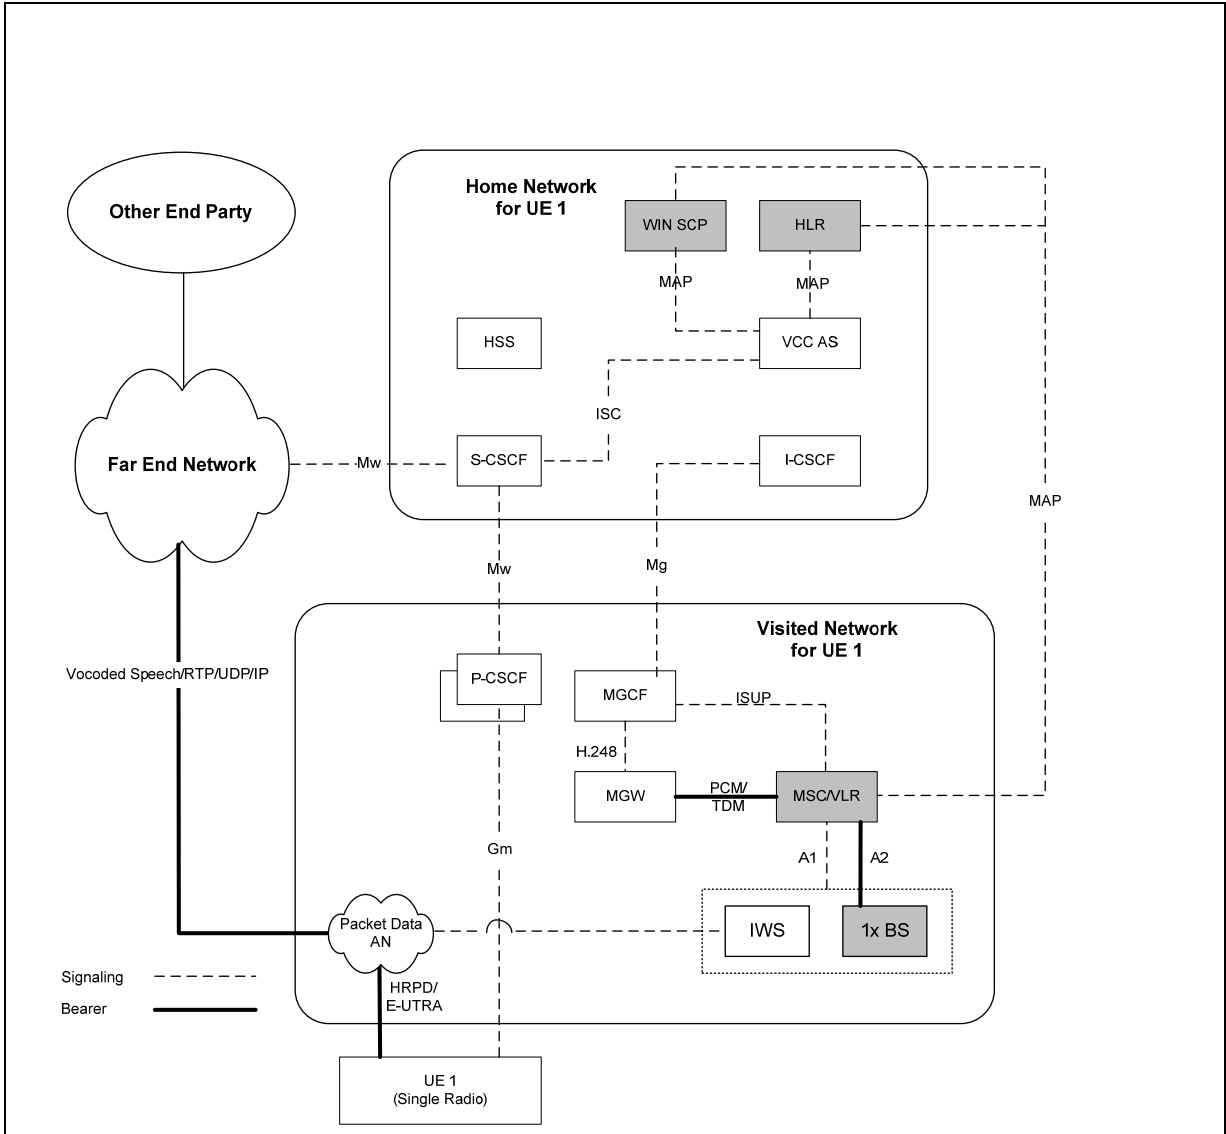 Home Network
for UE 1
Other End Party
WIN SCP
HLR
MAP
MAP
HSS
VCC AS
ISC
Far End Network
Mw
S-CSCF
I-CSCF
MAP
Mw
Mg
Visited Network
for UE 1
Vocoded Speech/RTP/UDP/IP
P-CSCF
MGCF
ISUP
H.248
MGW
PCM/
TDM
MSC/VLR
Gm
A1
A2
Packet Data
AN
IWS
1x BS
Signaling
HRPD/
E-UTRA
Bearer
UE 1
(Single Radio)